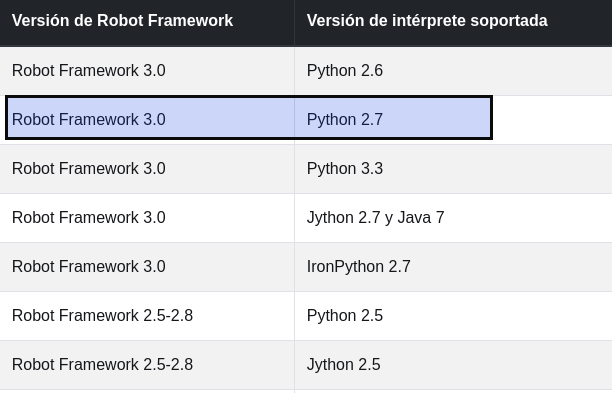 Versión de Robot Framework Versión de intérprete soportada
Robot Framework 3.0 Python 2.6
Robot Framework 3.0 Python 2.7
Robot Framework 3.0 Python 3.3
Robot Framework 3.0 Jython 2.7 y Java 7
Robot Framework 3.0 IronPython 2.7
Robot Framework 2.5-2.8 Python 2.5
Robot Framework 2.5-2.8 Jython 2.5